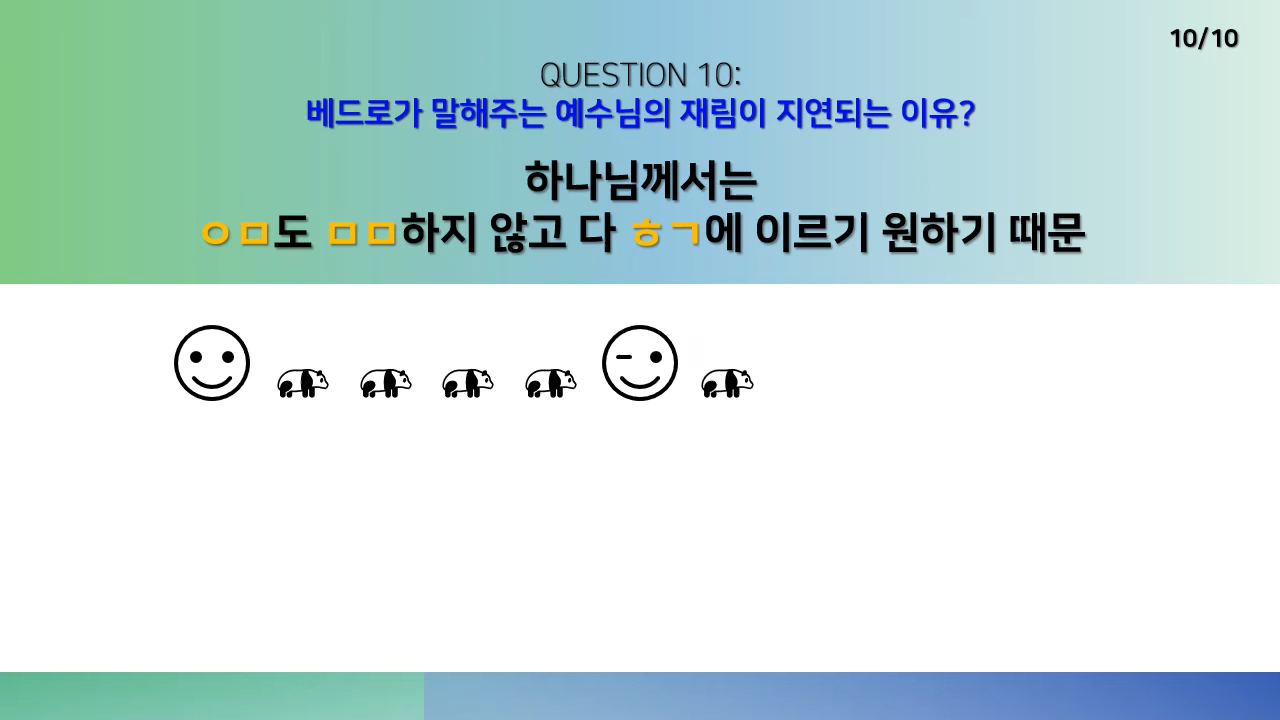 10/10
QUESTION 10:
베드로가 말해주는 예수님의 재림이 지연되는 이유?
하나님께서는
ㅇㅁ도 ㅁㅁ하지 않고 다 ㅎㄱ에 이르기 원하기 때문